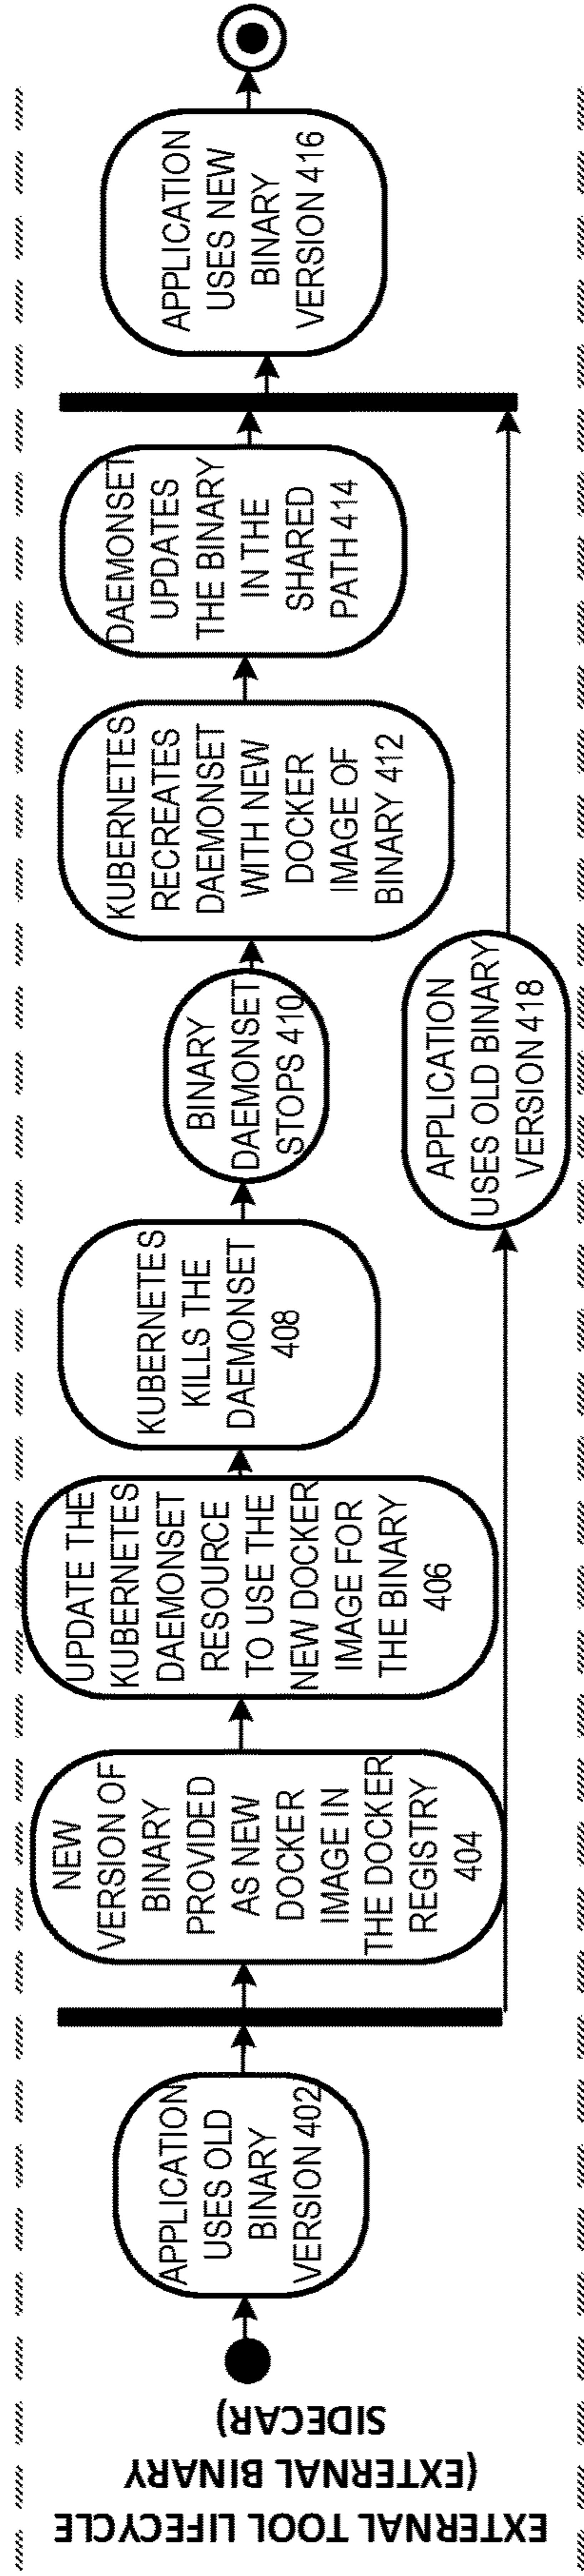 EXTERNAL TOOL LIFECYCLE
(EXTERNAL BINARY
SIDECAR)
APPLICATION
USES OLD
BINARY
VERSION 402
NEW
VERSION OF
BINARY
PROVIDED
AS NEW
DOCKER
IMAGE IN
THE DOCKER
REGISTRY
404
UPDATE THE
KUBERNETES
DAEMONSET
RESOURCE
TO USE THE
NEW DOCKER
IMAGE FOR
THE BINARY
406
KUBERNETES
KILLS THE
DAEMONSET
408
BINARY
DAEMONSET
STOPS 410
KUBERNETES
RECREATES
DAEMONSET
WITH NEW
DOCKER
IMAGE OF
BINARY 412
DAEMONSET
UPDATES
THE BINARY
IN THE
SHARED
PATH 414
APPLICATION
USES NEW
BINARY
VERSION 416
APPLICATION
USES OLD BINARY
VERSION 418